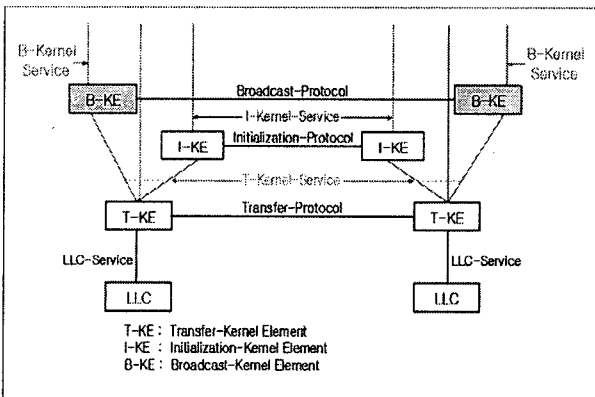 B-Kernel
Service
B-Kernel
Service
Broadcast-Protocol
B-KE
B-KE
I-Kernel-Service
Initialization-Protocol
I-KE
I-KE
T-Kernel-Service
Transfer-Protocol
T-KE
T-KE
LLC-Service
LLC-Service
LLC
LLC
T-KE : Transfer-Kernel Element
I-KE : Initialization-Kernel Element
B-KE : Broadcast-Kernel Element